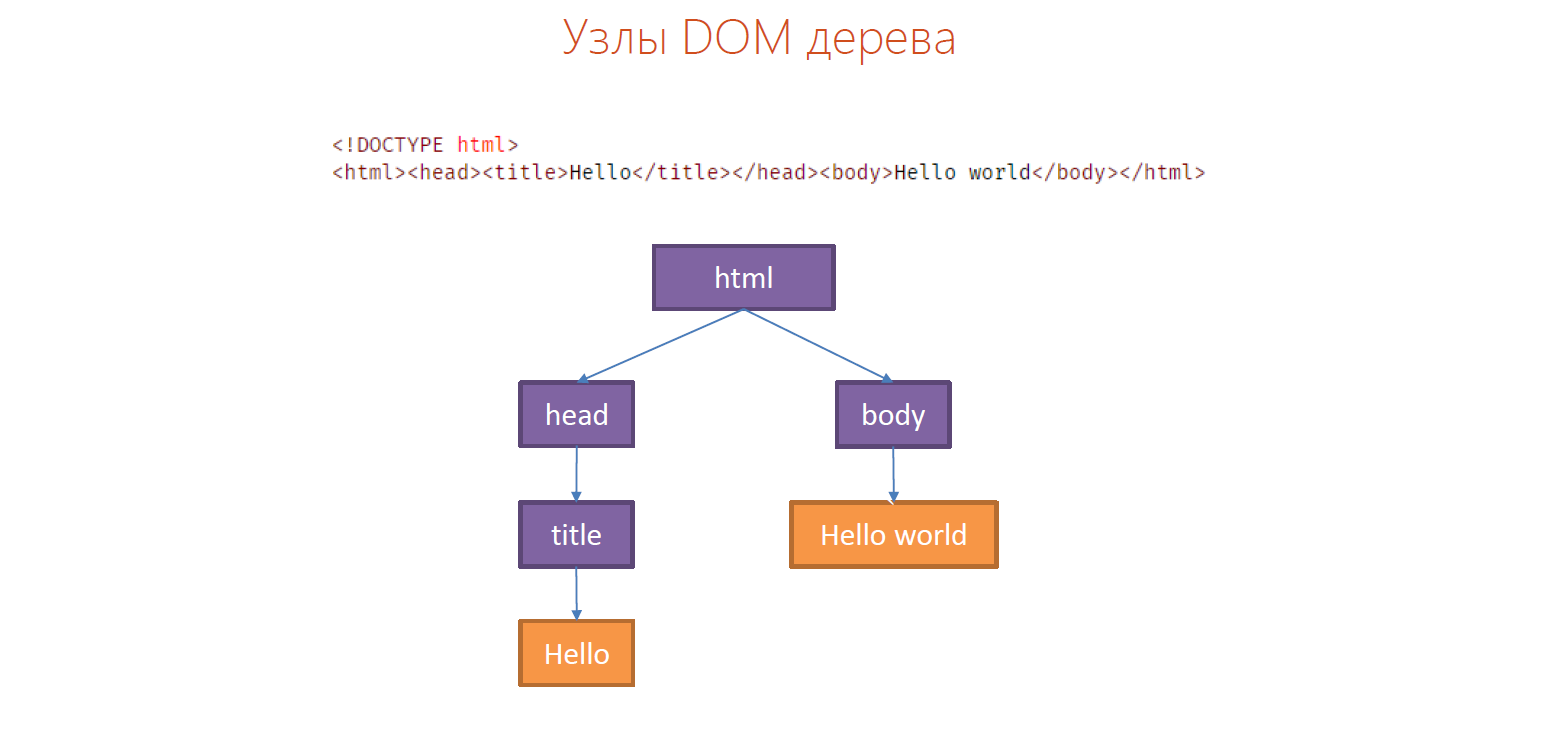 Узлы DOM дерева
<!DOCTYPE html>
<html><head><title>Hello</title></head><body>Hello world</body></html>
html
head
body
title
Hello world
Hello